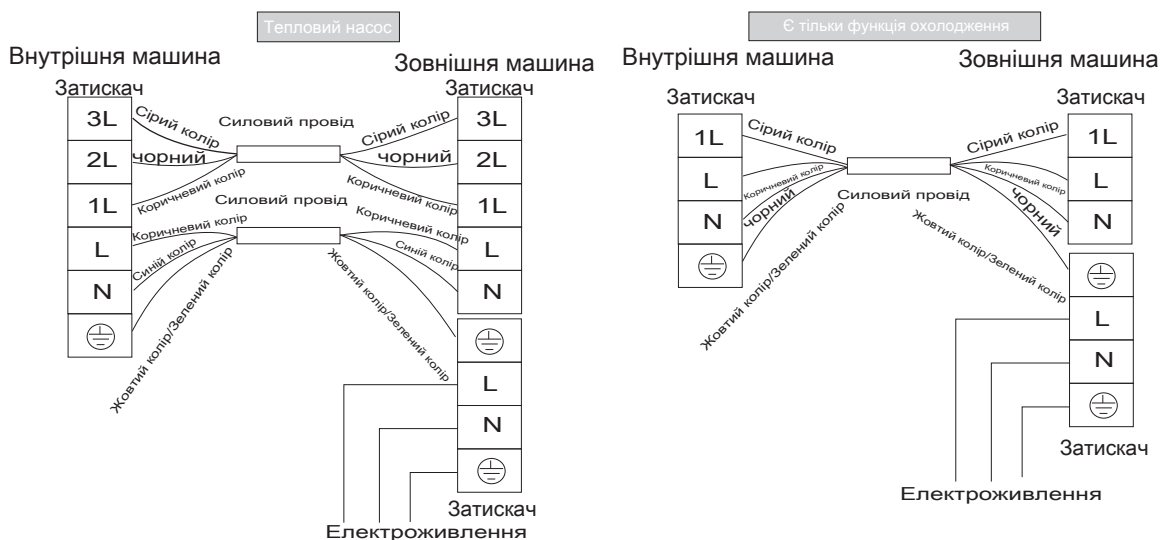 Тепловий насос
Внутрішня машина
Зовнішня машина
Затискач
Затискач
3L
2L
1L
L
N
Сірий колір
чорний
Коричневий колір
Силовий провід
Сірий колір
чорний
Коричневий колір
Силовий провід
Коричневий колір
Синій колір
Жовтий колір/Зелений колір
Коричневий колір
Синій колір
Жовтий колір/Зелений колір
3L
2L
1L
L
N
L
N
Затискач
Електроживлення
Є тільки функція охолодження
Внутрішня машина
Зовнішня машина
Затискач
Затискач
1L
L
N
Сірий колір
Коричневий колір
чорний
Жовтий колір/Зелений колір
Силовий провід
Сірий колір
Коричневий колір
чорний
Жовтий колір/Зелений колір
1L
L
N
L
N
Затискач
Електроживлення